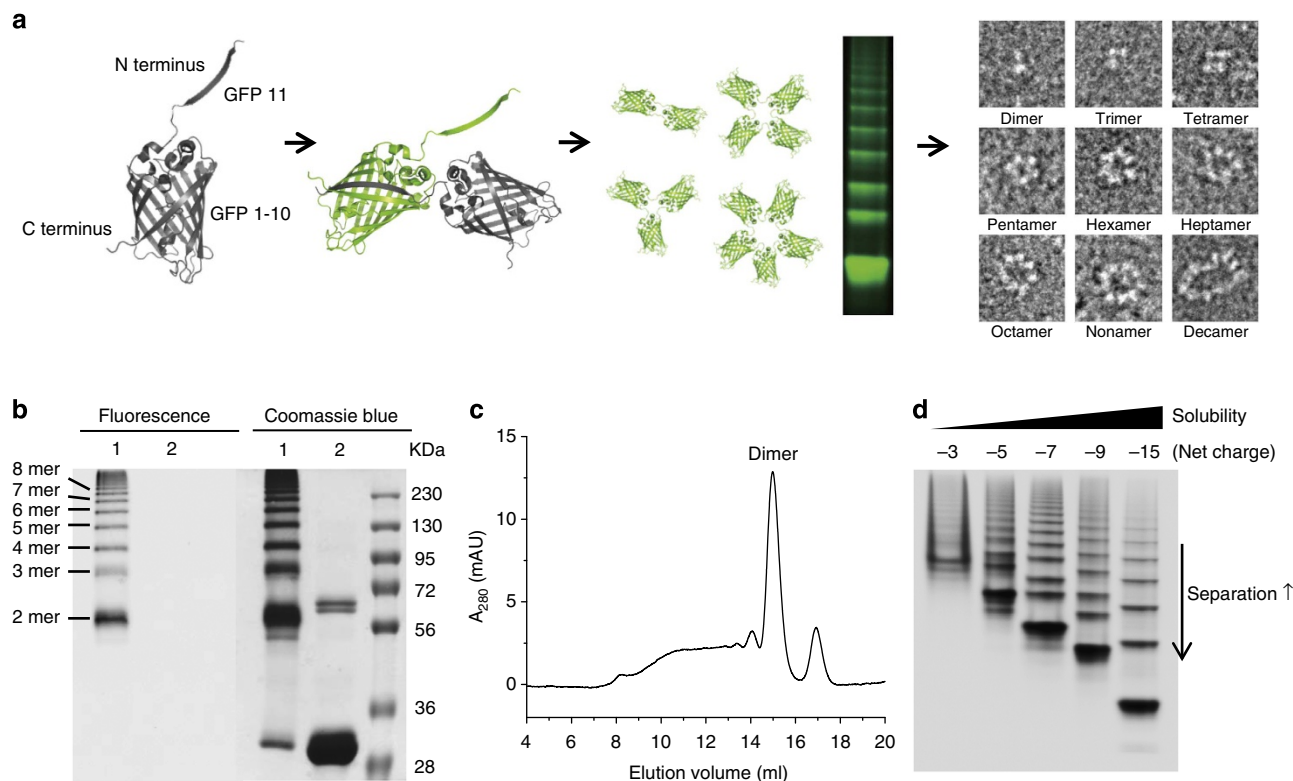 a
N terminus
GFP 11
GFP 1-10
C terminus
Dimer Trimer Tetramer
Pentamer Hexamer Heptamer
Octamer Nonamer Decamer
b
Fluorescence Coomassie blue
1 2 1 2 KDa
8 mer
7 mer
6 mer
5 mer
4 mer
3 mer
2 mer
230
130
95
72
56
36
28
c
15
10
5
0
A280 (mAU)
Dimer
4 6 8 10 12 14 16 18 20
Elution volume (ml)
d
Solubility
–3 –5 –7 –9 –15 (Net charge)
Separation ↑